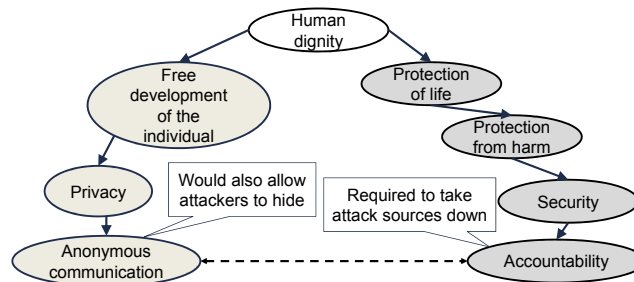 Human
dignity
Free
development
of the
individual
Protection
of life
Protection
from harm
Privacy
Would also allow
attackers to hide
Required to take
attack sources down
Security
Anonymous
communication
Accountability